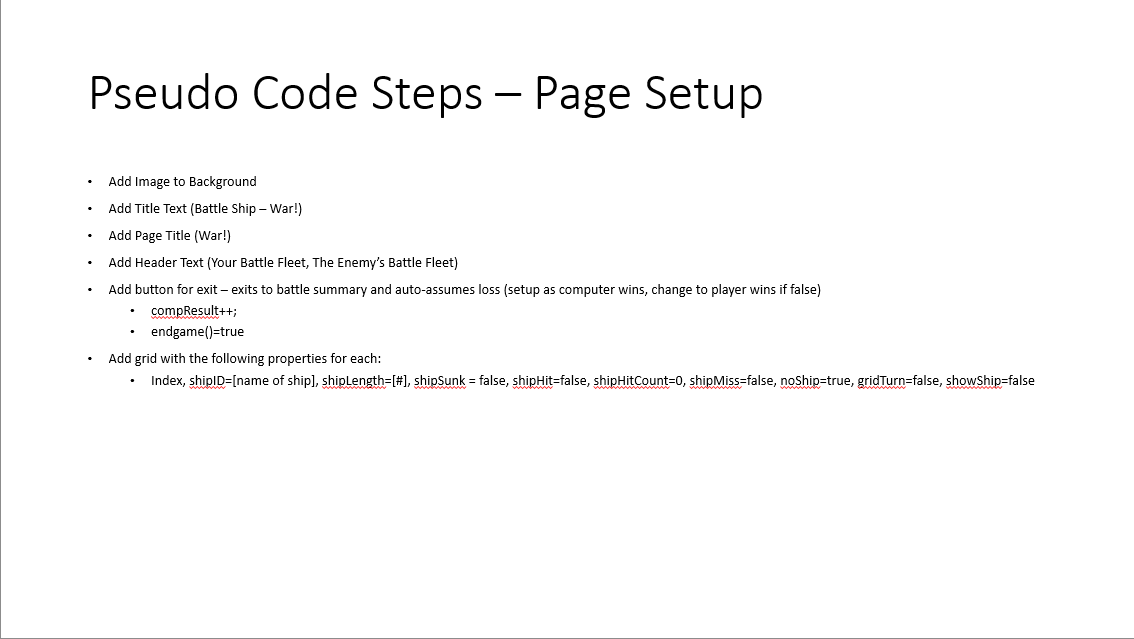 Pseudo Code Steps – Page Setup
• Add Image to Background
• Add Title Text (Battle Ship – War!)
• Add Page Title (War!)
• Add Header Text (Your Battle Fleet, The Enemy’s Battle Fleet)
• Add button for exit – exits to battle summary and auto-assumes loss (setup as computer wins, change to player wins if false)
• compResult++;
• endgame()=true
• Add grid with the following properties for each:
• Index, shipID=[name of ship], shipLength=[#], shipSunk = false, shipHit=false, shipHitCount=0, shipMiss=false, noShip=true, gridTurn=false, showShip=false